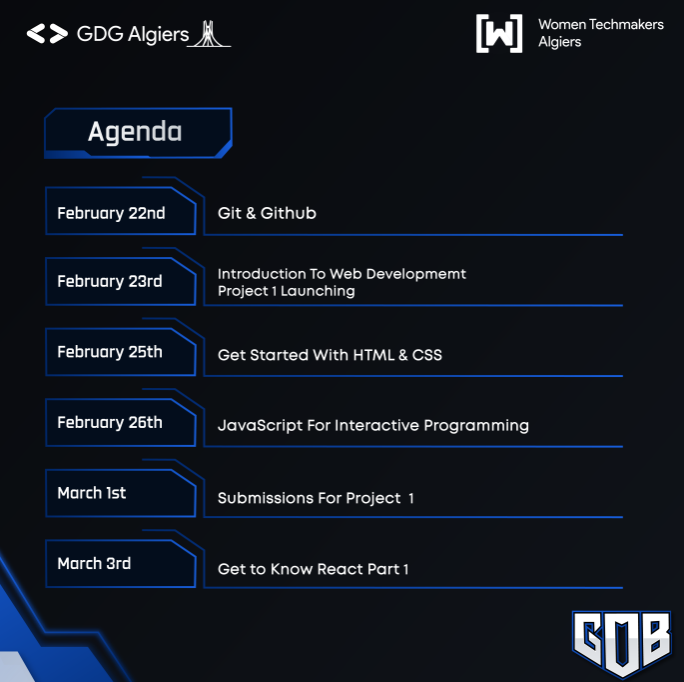 GDG Algiers
Women Techmakers
Algiers
Agenda
February 22nd
Git & Github
February 23rd
Introduction To Web Developmemt
Project 1 Launching
February 25th
Get Started With HTML & CSS
February 26th
JavaScript For Interactive Programming
March 1st
Submissions For Project 1
March 3rd
Get to Know React Part 1
GOB